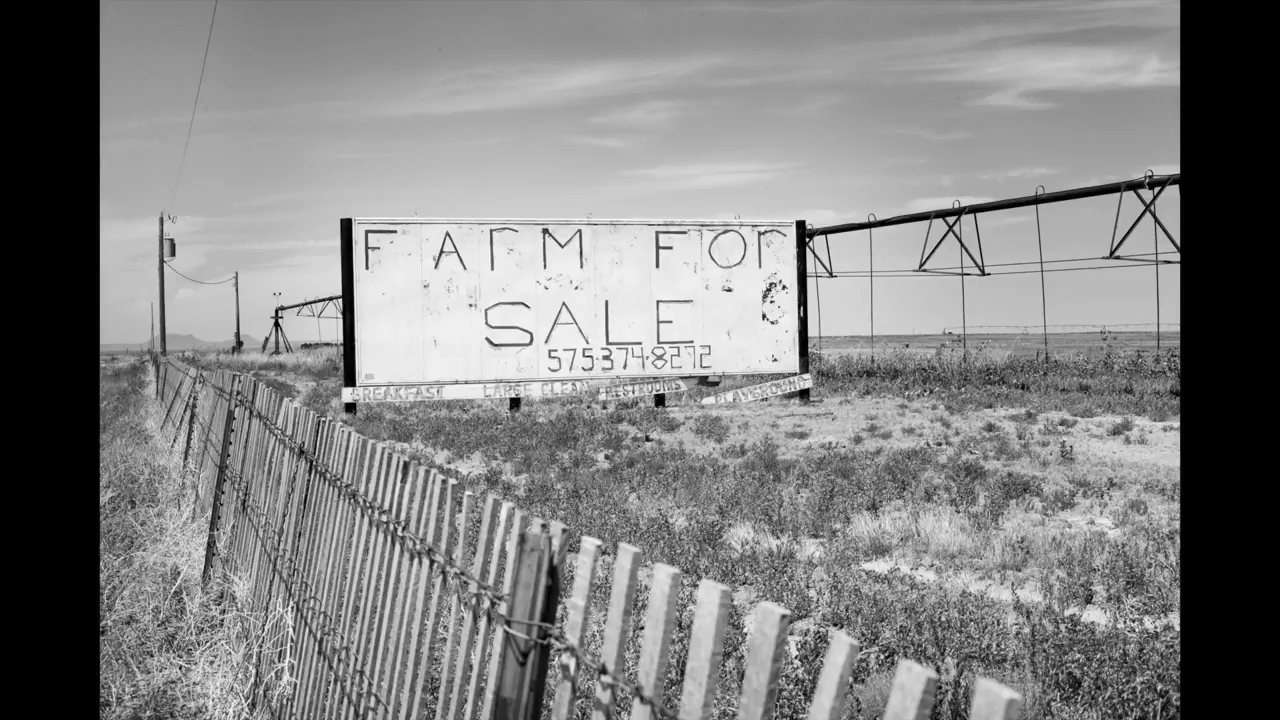 FArM FOr
SALE
575-374-8272
BREAKFAST LARGE CLEAN RESTROOMS PLAYGROUND